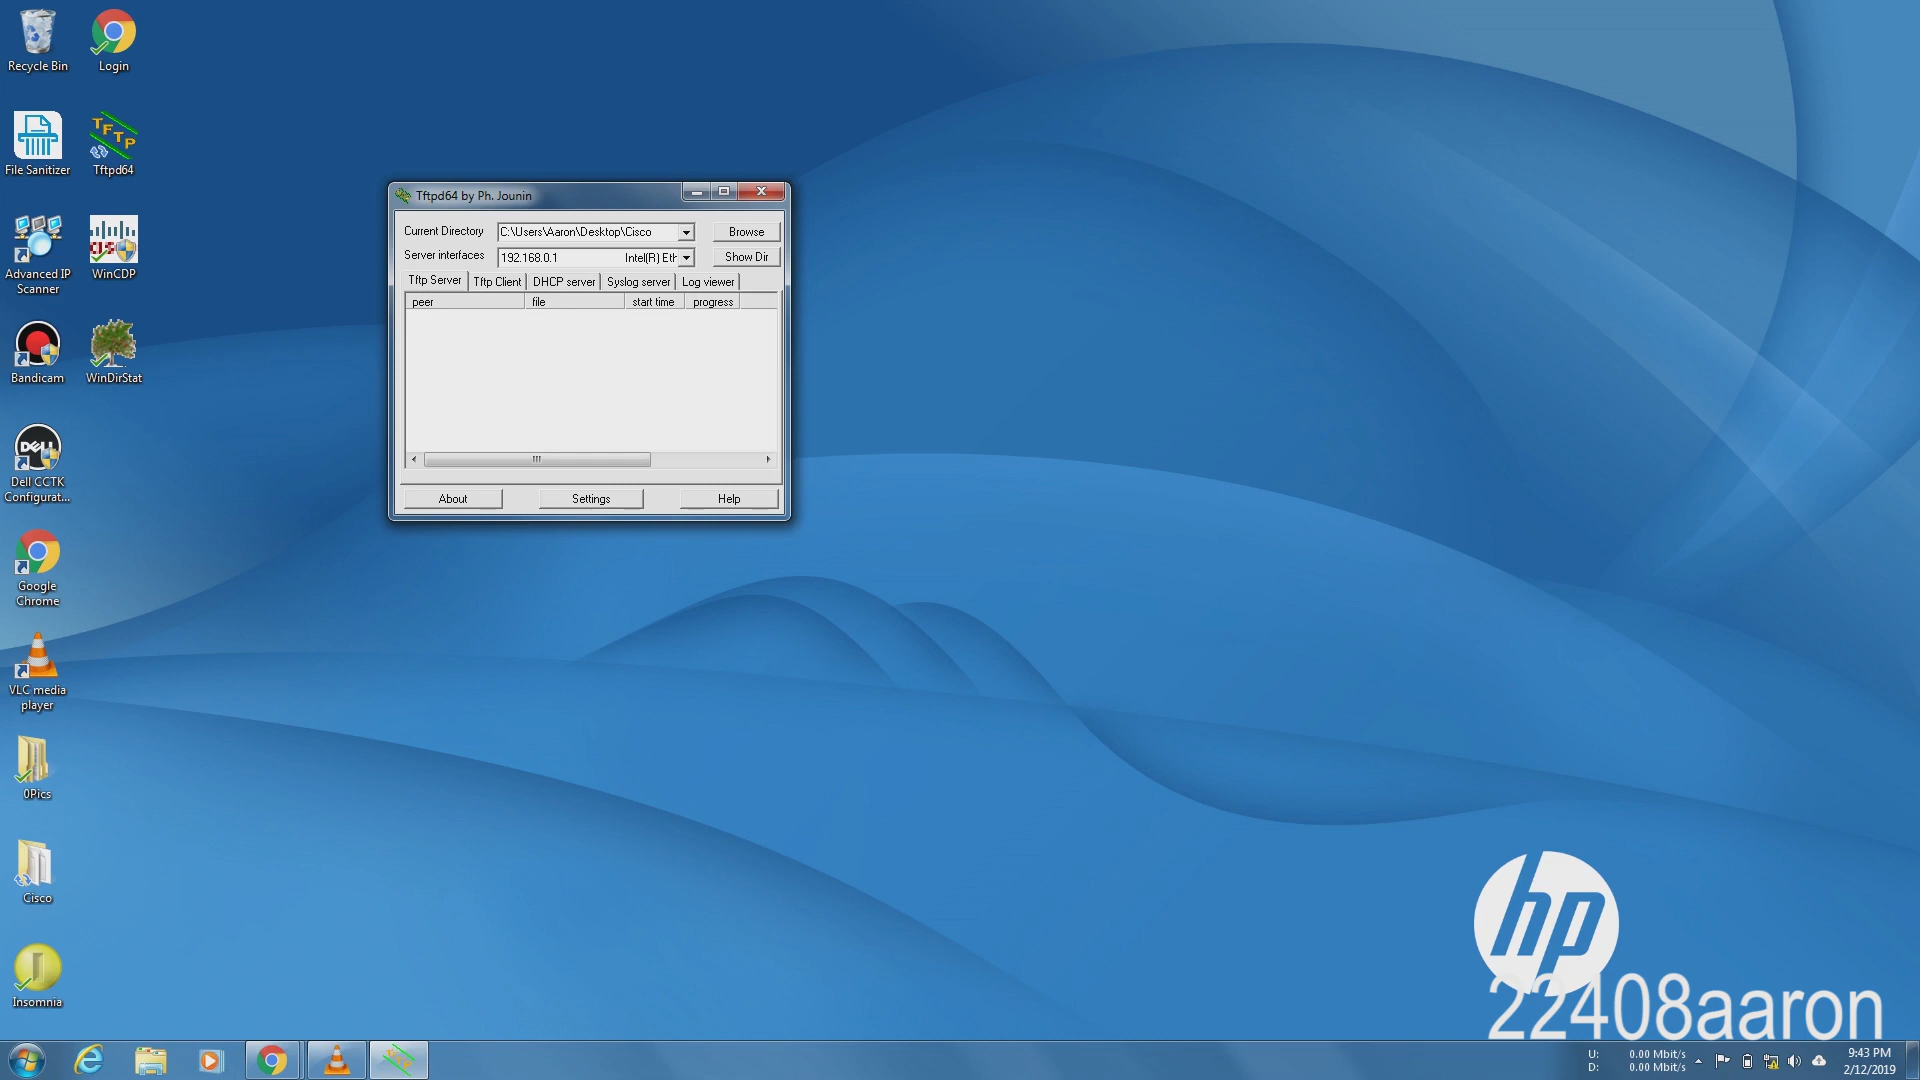 Recycle Bin
Login
File Sanitizer
Tftpd64
TFTP
Advanced IP
Scanner
WinCDP
Bandicam
WinDirStat
DELL
Dell CCTK
Configurat...
Google
Chrome
VLC media
player
0Pics
Cisco
Insomnia
Tftpd64 by Ph. Jounin
Current Directory
C:\Users\Aaron\Desktop\Cisco
Browse
Server interfaces
192.168.0.1
Intel(R) Eth
Show Dir
Tftp Server
Tftp Client
DHCP server
Syslog server
Log viewer
peer
file
start time
progress
About
Settings
Help
hp
22408aaron
U: 0.00 Mbit/s
D: 0.00 Mbit/s
9:43 PM
2/12/2019